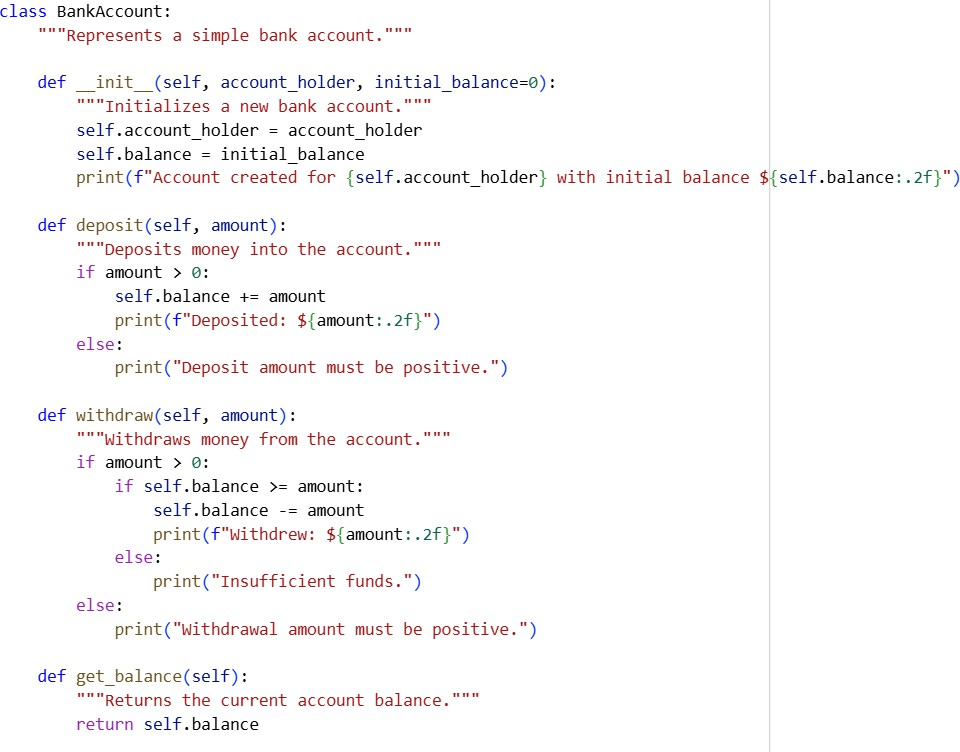 class BankAccount:
    """Represents a simple bank account."""

    def __init__(self, account_holder, initial_balance=0):
        """Initializes a new bank account."""
        self.account_holder = account_holder
        self.balance = initial_balance
        print(f"Account created for {self.account_holder} with initial balance ${self.balance:.2f}")

    def deposit(self, amount):
        """Deposits money into the account."""
        if amount > 0:
            self.balance += amount
            print(f"Deposited: ${amount:.2f}")
        else:
            print("Deposit amount must be positive.")

    def withdraw(self, amount):
        """Withdraws money from the account."""
        if amount > 0:
            if self.balance >= amount:
                self.balance -= amount
                print(f"Withdrew: ${amount:.2f}")
            else:
                print("Insufficient funds.")
        else:
            print("Withdrawal amount must be positive.")

    def get_balance(self):
        """Returns the current account balance."""
        return self.balance